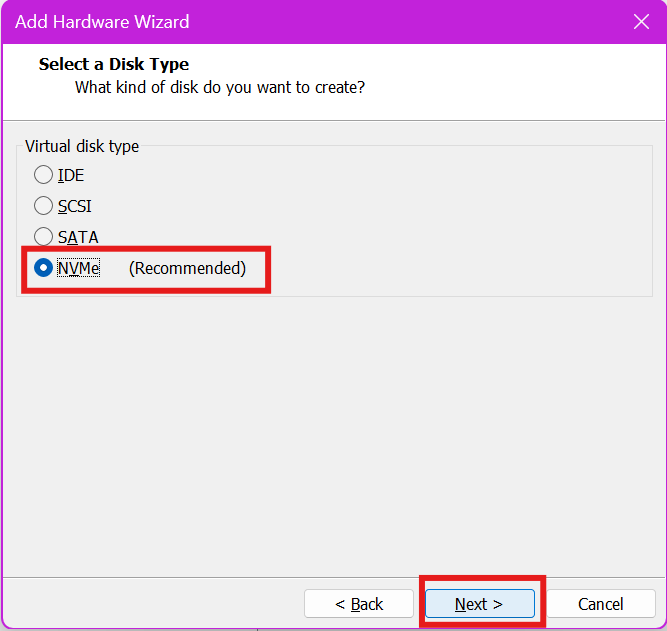 Add Hardware Wizard
Select a Disk Type
What kind of disk do you want to create?
Virtual disk type
IDE
SCSI
SATA
NVMe (Recommended)
< Back Next > Cancel